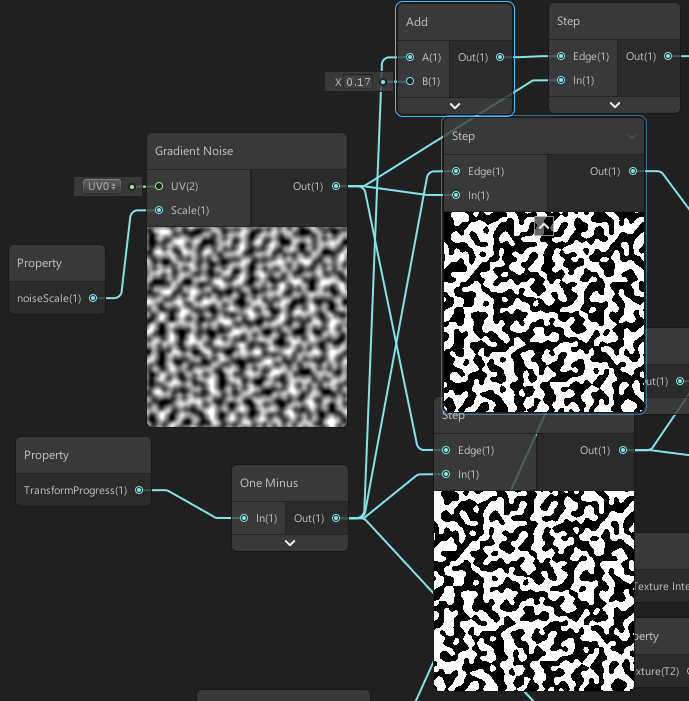 Add
Step
A(1)
Out(1)
Edge(1)
Out(1)
X 0.17
B(1)
In(1)
Step
Gradient Noise
Edge(1)
Out(1)
UV0
UV(2)
Out(1)
In(1)
Scale(1)
Property
noiseScale(1)
ut(1)
Step
Property
Edge(1)
Out(1)
In(1)
TransformProgress(1)
One Minus
In(1)
Out(1)
Texture Inte
perty
xture(T2)